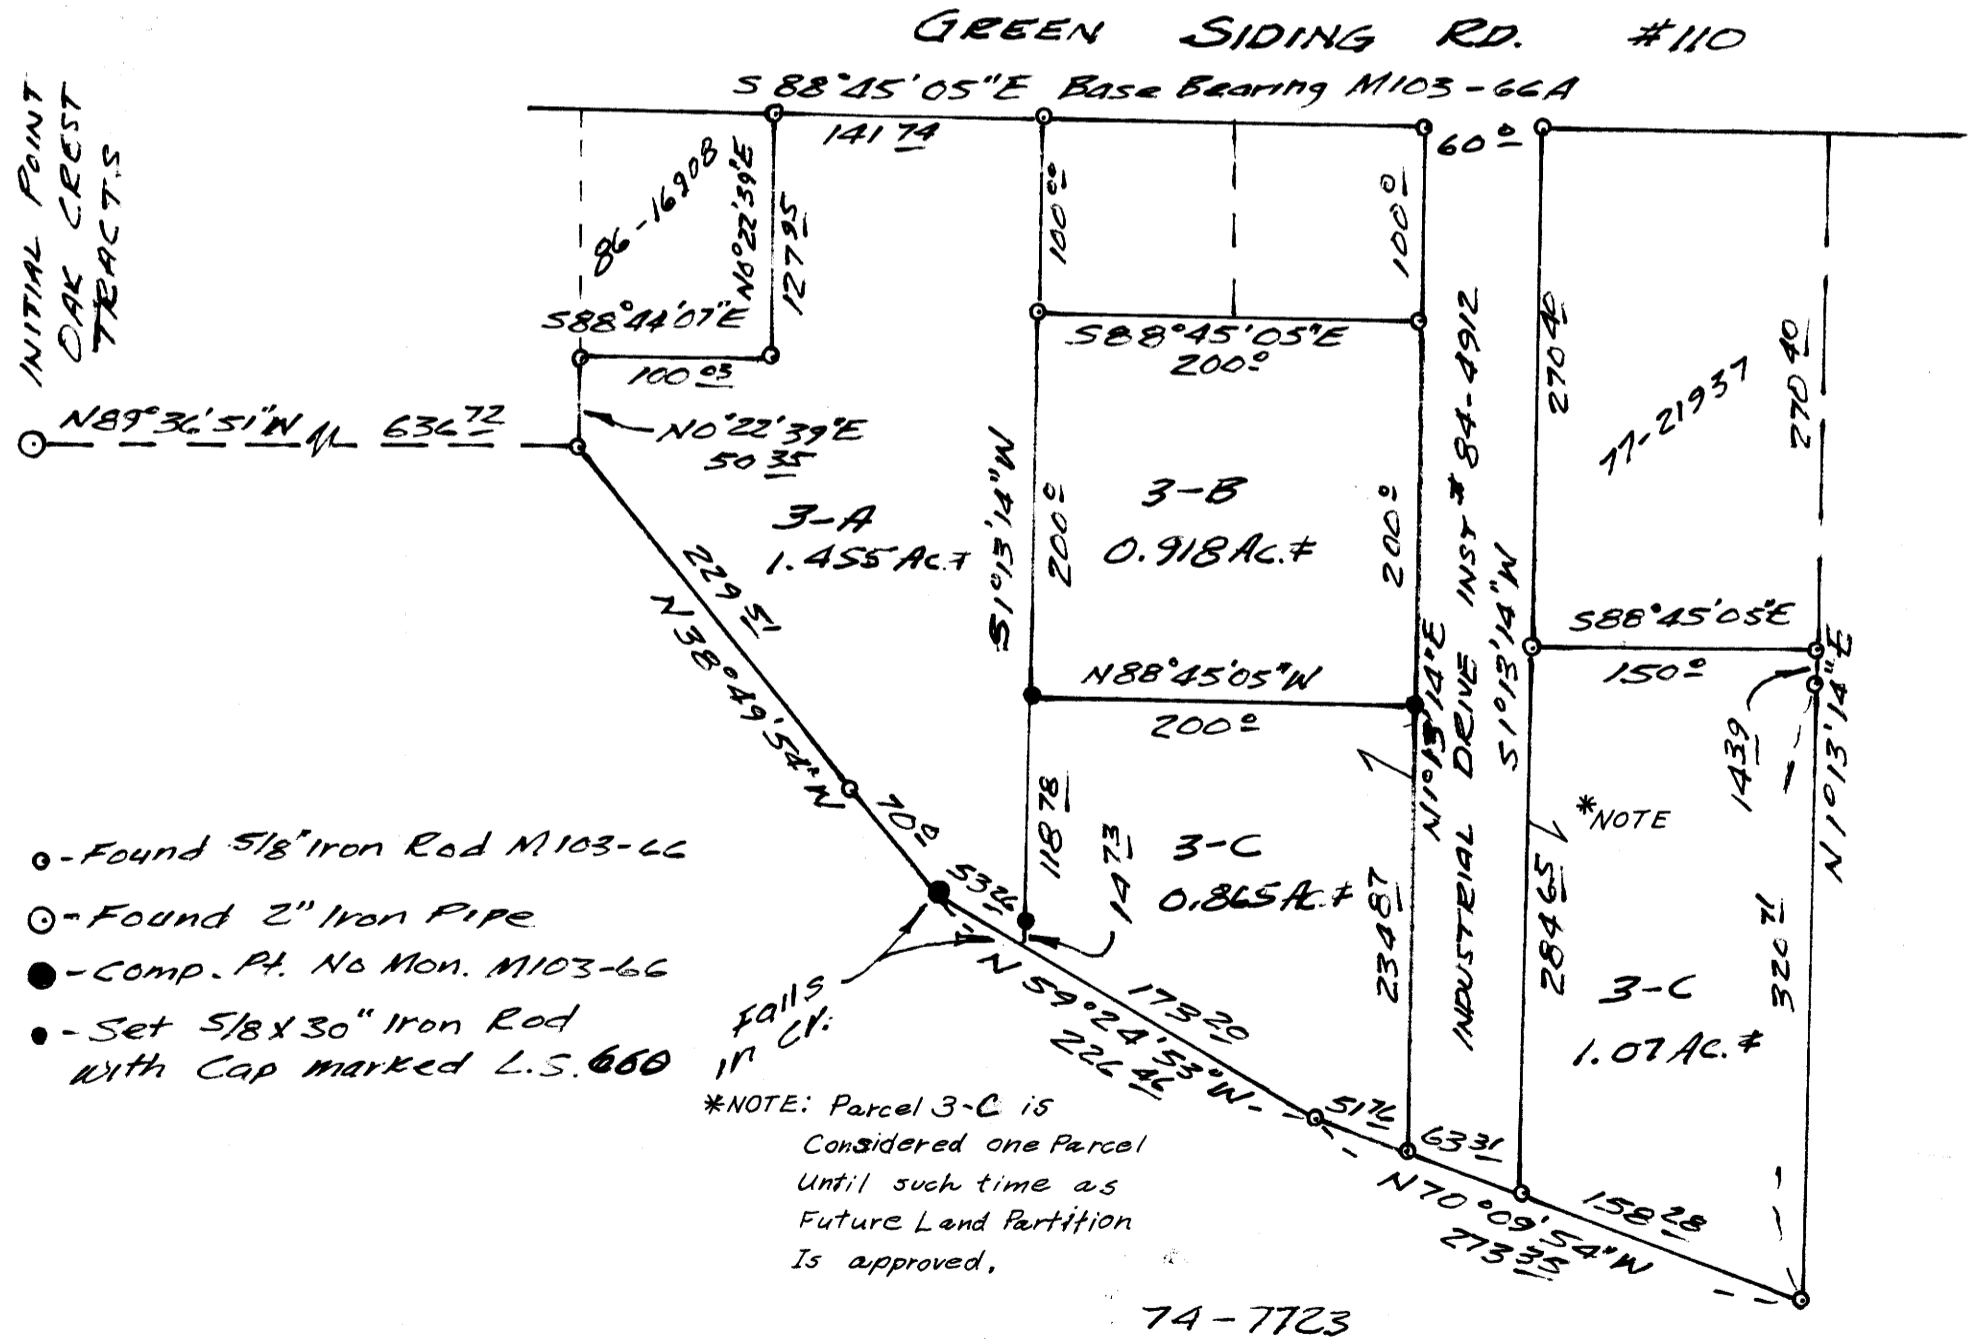 GREEN SIDING RD. #110
S 88°45'05"E Base Bearing M103-66A
INITIAL POINT
OAK CREST
TRACTS
141 74
60 0
86-16908
N0°22'39"E
127 95
100 00
100 0
S88°44'07"E
100 03
S88°45'05"E
200 0
270 40
270 40
77-21937
N89°36'51"W
636 72
N0°22'39"E
50 35
S1°13'14"W
200 0
3-B
0.918 Ac.±
200 0
INDUSTRIAL DRIVE INST # 84-4912
S1°13'14"W
3-A
1.455 Ac.±
229 51
N 38°49'54"W
N88°45'05"W
200 0
N1°13'14"E
S88°45'05"E
150 0
14 39
N 1°13'14"E
70 0
53 26
118 78
14 73
3-C
0.865 Ac.±
234 87
284 65
*NOTE
3-C
1.07 Ac.±
320 71
- Found 5/8" Iron Rod M103-66
- Found 2" Iron Pipe
- Comp. Pt. No Mon. M103-66
- Set 5/8 X 30" Iron Rod
with Cap marked L.S. 660
Falls
in Cr.
173 20
N 59°24'53"W
226 46
51 76
63 31
158 28
N70°09'54"W
273 35
*NOTE: Parcel 3-C is
Considered one Parcel
Until such time as
Future Land Partition
Is approved.
74-7723